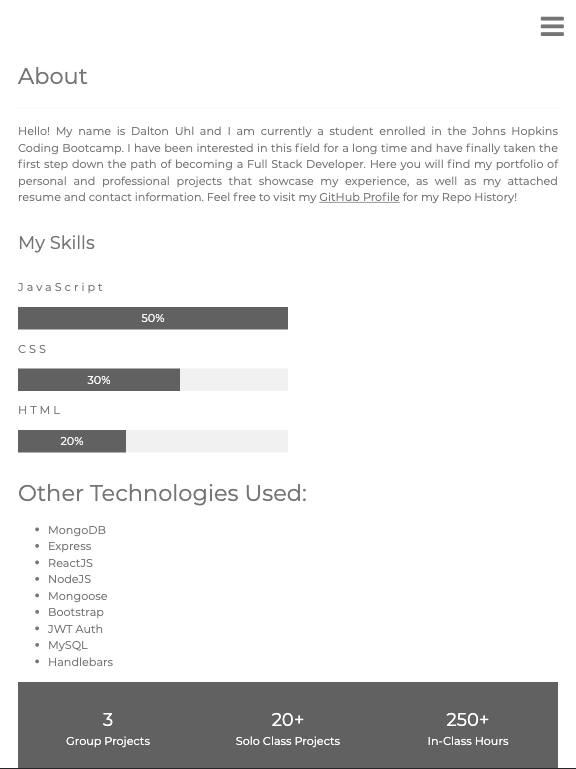 About
Hello! My name is Dalton Uhl and I am currently a student enrolled in the Johns Hopkins
Coding Bootcamp. I have been interested in this field for a long time and have finally taken the
first step down the path of becoming a Full Stack Developer. Here you will find my portfolio of
personal and professional projects that showcase my experience, as well as my attached
resume and contact information. Feel free to visit my GitHub Profile for my Repo History!
My Skills
JavaScript
50%
CSS
30%
HTML
20%
Other Technologies Used:
• MongoDB
• Express
• ReactJS
• NodeJS
• Mongoose
• Bootstrap
• JWT Auth
• MySQL
• Handlebars
3 20+ 250+
Group Projects Solo Class Projects In-Class Hours